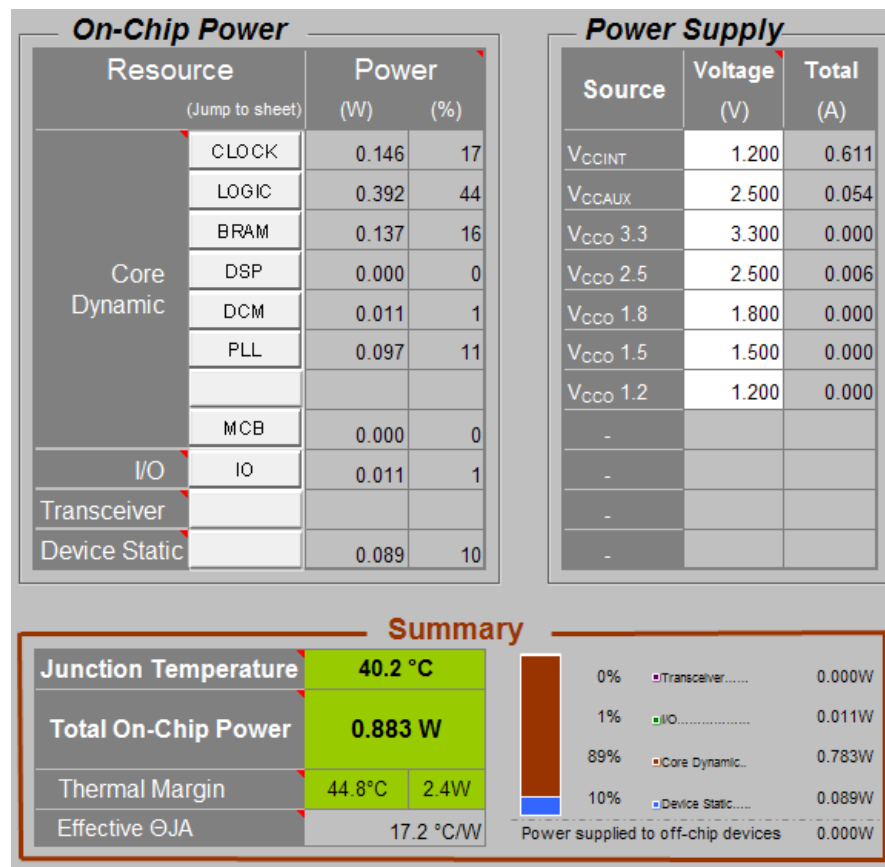 On-Chip Power
Resource Power
(Jump to sheet) (W) (%)
Core Dynamic
CLOCK 0.146 17
LOGIC 0.392 44
BRAM 0.137 16
DSP 0.000 0
DCM 0.011 1
PLL 0.097 11
MCB 0.000 0
I/O IO 0.011 1
Transceiver
Device Static 0.089 10
Power Supply
Source Voltage Total
(V) (A)
VCCINT 1.200 0.611
VCCAUX 2.500 0.054
VCCO 3.3 3.300 0.000
VCCO 2.5 2.500 0.006
VCCO 1.8 1.800 0.000
VCCO 1.5 1.500 0.000
VCCO 1.2 1.200 0.000
-
-
-
-
Summary
Junction Temperature 40.2 °C
Total On-Chip Power 0.883 W
Thermal Margin 44.8°C 2.4W
Effective ΘJA 17.2 °C/W
0% Transceiver...... 0.000W
1% I/O.................. 0.011W
89% Core Dynamic.. 0.783W
10% Device Static..... 0.089W
Power supplied to off-chip devices 0.000W